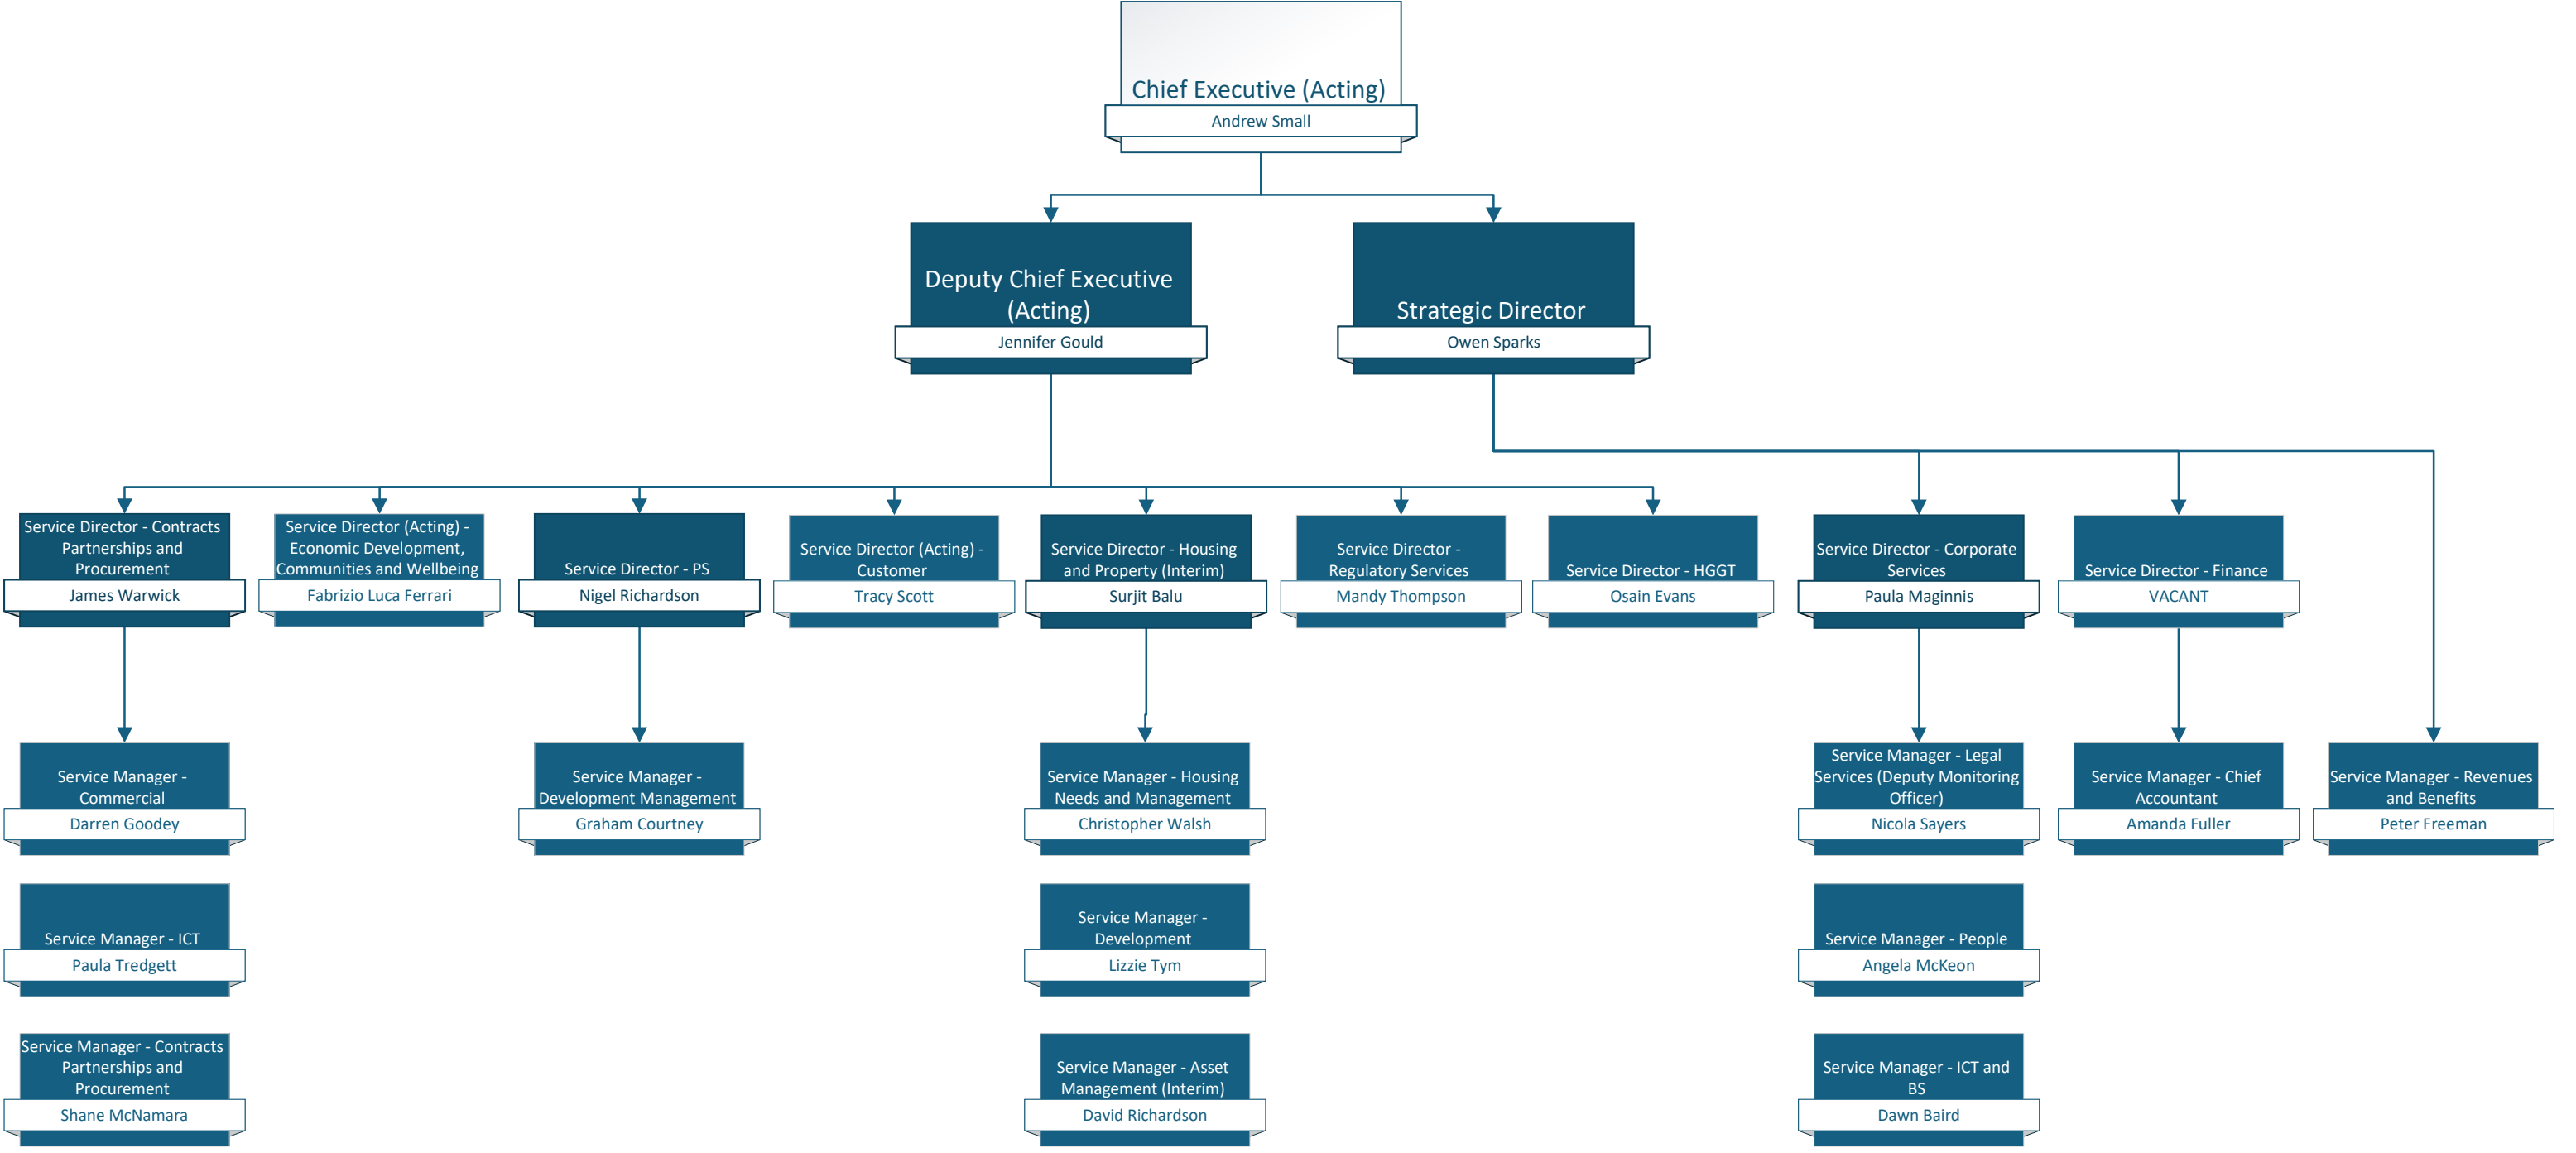 Chief Executive (Acting)
Andrew Small
Deputy Chief Executive
(Acting)
Jennifer Gould
Strategic Director
Owen Sparks
Service Director - Contracts
Partnerships and
Procurement
James Warwick
Service Director (Acting) -
Economic Development,
Communities and Wellbeing
Fabrizio Luca Ferrari
Service Director - PS
Nigel Richardson
Service Director (Acting) -
Customer
Tracy Scott
Service Director - Housing
and Property (Interim)
Surjit Balu
Service Director -
Regulatory Services
Mandy Thompson
Service Director - HGGT
Osain Evans
Service Director - Corporate
Services
Paula Maginnis
Service Director - Finance
VACANT
Service Manager -
Commercial
Darren Goodey
Service Manager -
Development Management
Graham Courtney
Service Manager - Housing
Needs and Management
Christopher Walsh
Service Manager - Legal
Services (Deputy Monitoring
Officer)
Nicola Sayers
Service Manager - Chief
Accountant
Amanda Fuller
Service Manager - Revenues
and Benefits
Peter Freeman
Service Manager - ICT
Paula Tredgett
Service Manager -
Development
Lizzie Tym
Service Manager - People
Angela McKeon
Service Manager - Contracts
Partnerships and
Procurement
Shane McNamara
Service Manager - Asset
Management (Interim)
David Richardson
Service Manager - ICT and
BS
Dawn Baird